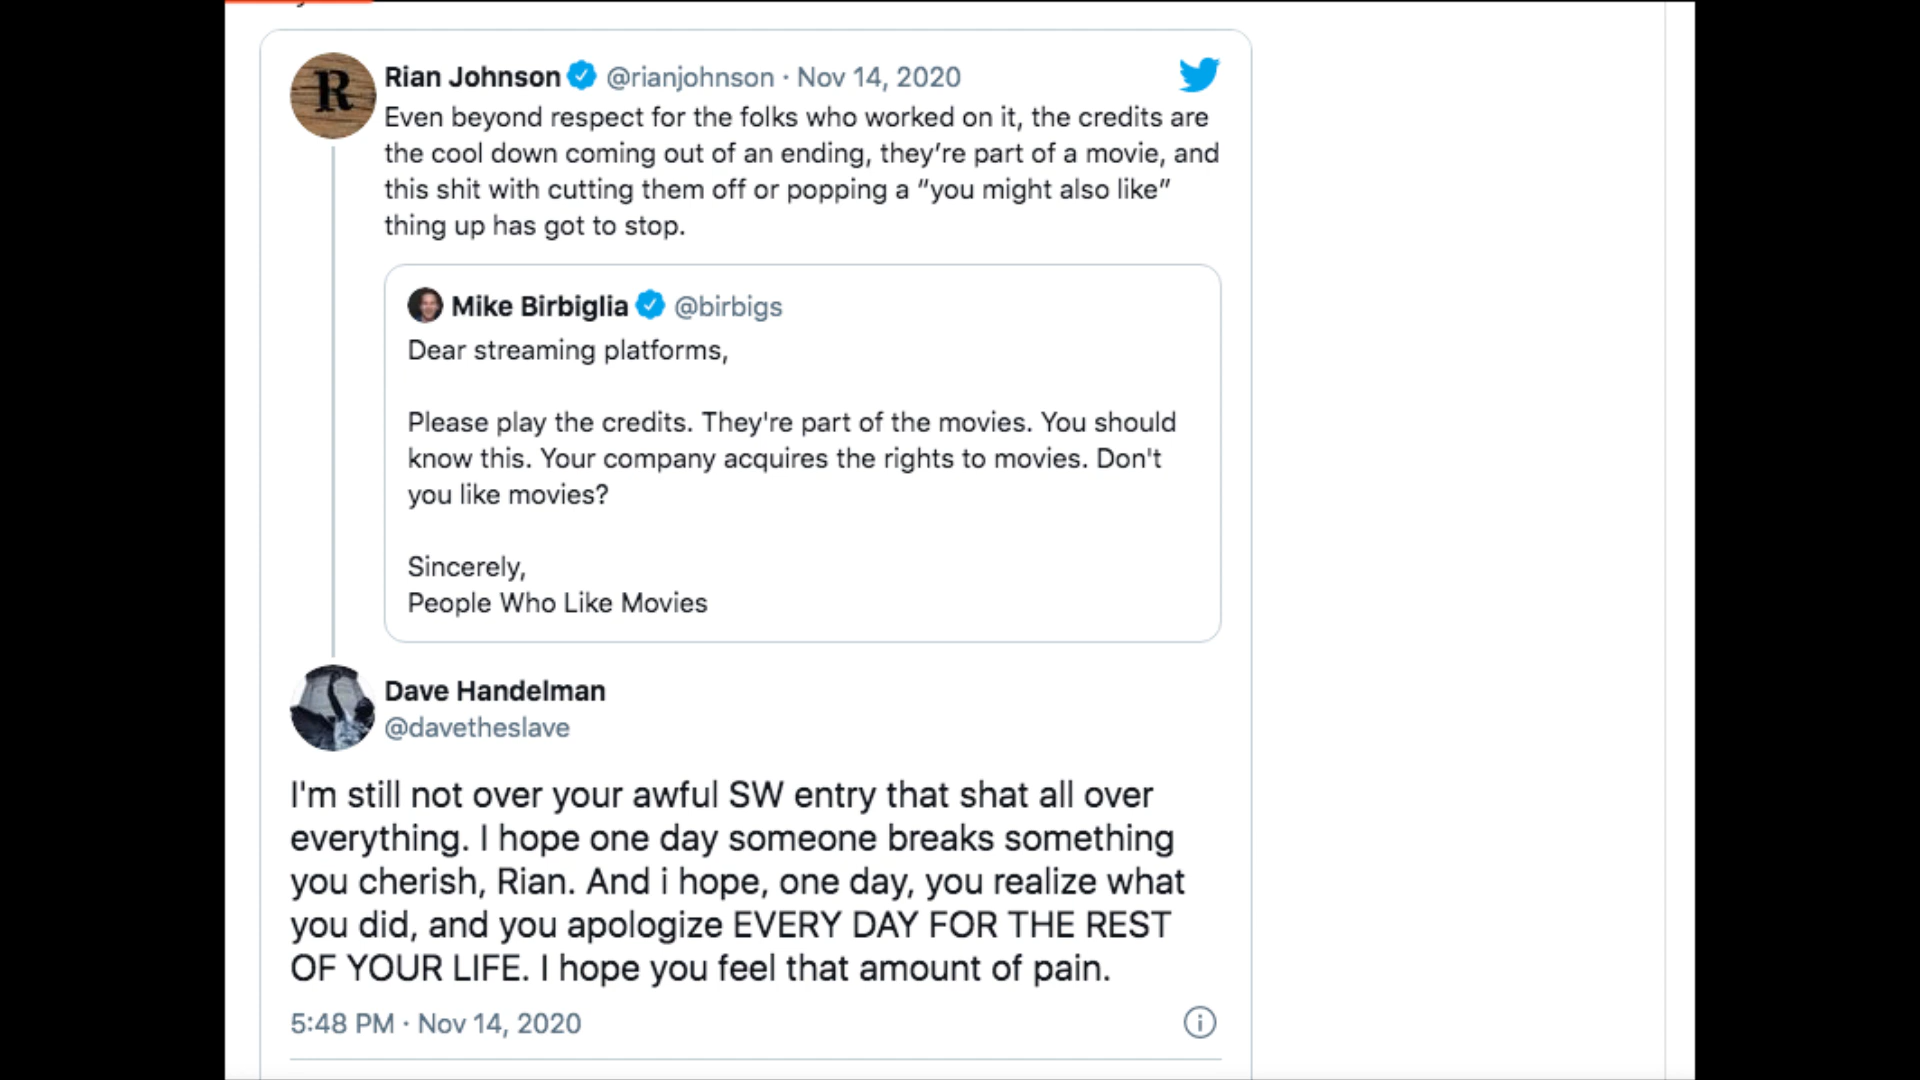 R
Rian Johnson @rianjohnson · Nov 14, 2020
Even beyond respect for the folks who worked on it, the credits are
the cool down coming out of an ending, they’re part of a movie, and
this shit with cutting them off or popping a “you might also like”
thing up has got to stop.
Mike Birbiglia @birbigs
Dear streaming platforms,
Please play the credits. They're part of the movies. You should
know this. Your company acquires the rights to movies. Don't
you like movies?
Sincerely,
People Who Like Movies
Dave Handelman
@davetheslave
I'm still not over your awful SW entry that shat all over
everything. I hope one day someone breaks something
you cherish, Rian. And i hope, one day, you realize what
you did, and you apologize EVERY DAY FOR THE REST
OF YOUR LIFE. I hope you feel that amount of pain.
5:48 PM · Nov 14, 2020